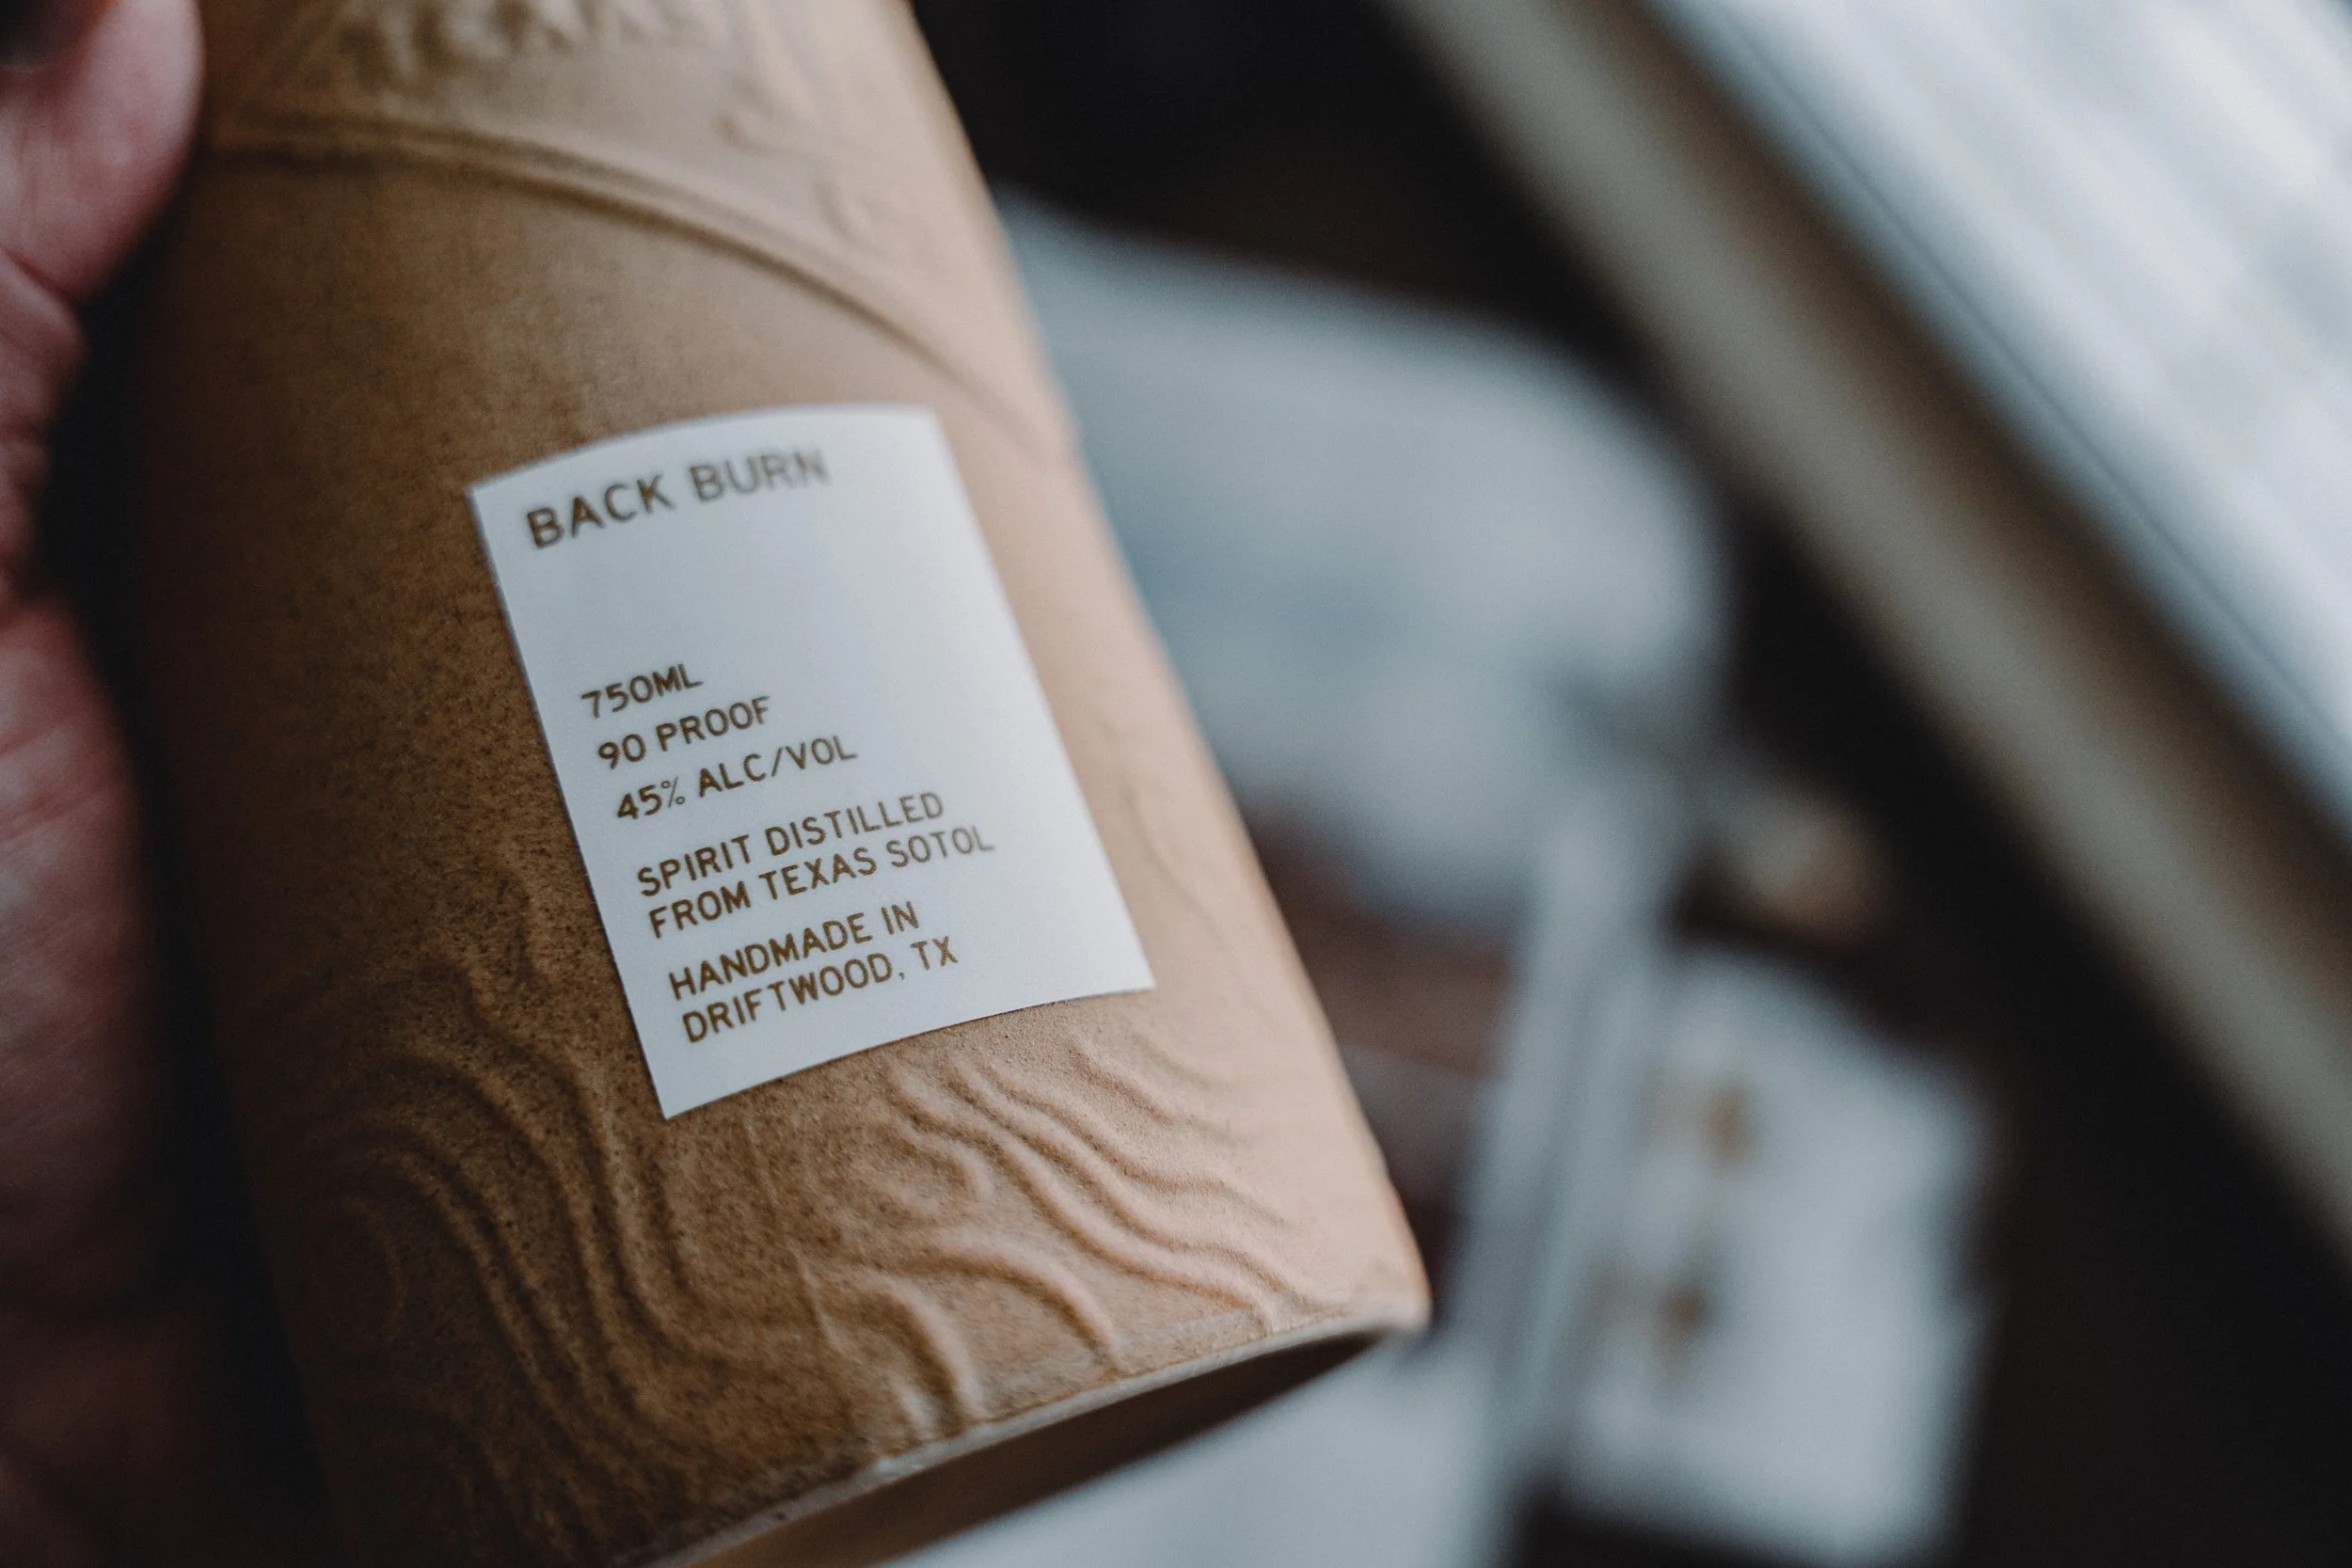 BACK BURN
750ML
90 PROOF
45% ALC/VOL
SPIRIT DISTILLED
FROM TEXAS SOTOL
HANDMADE IN
DRIFTWOOD, TX